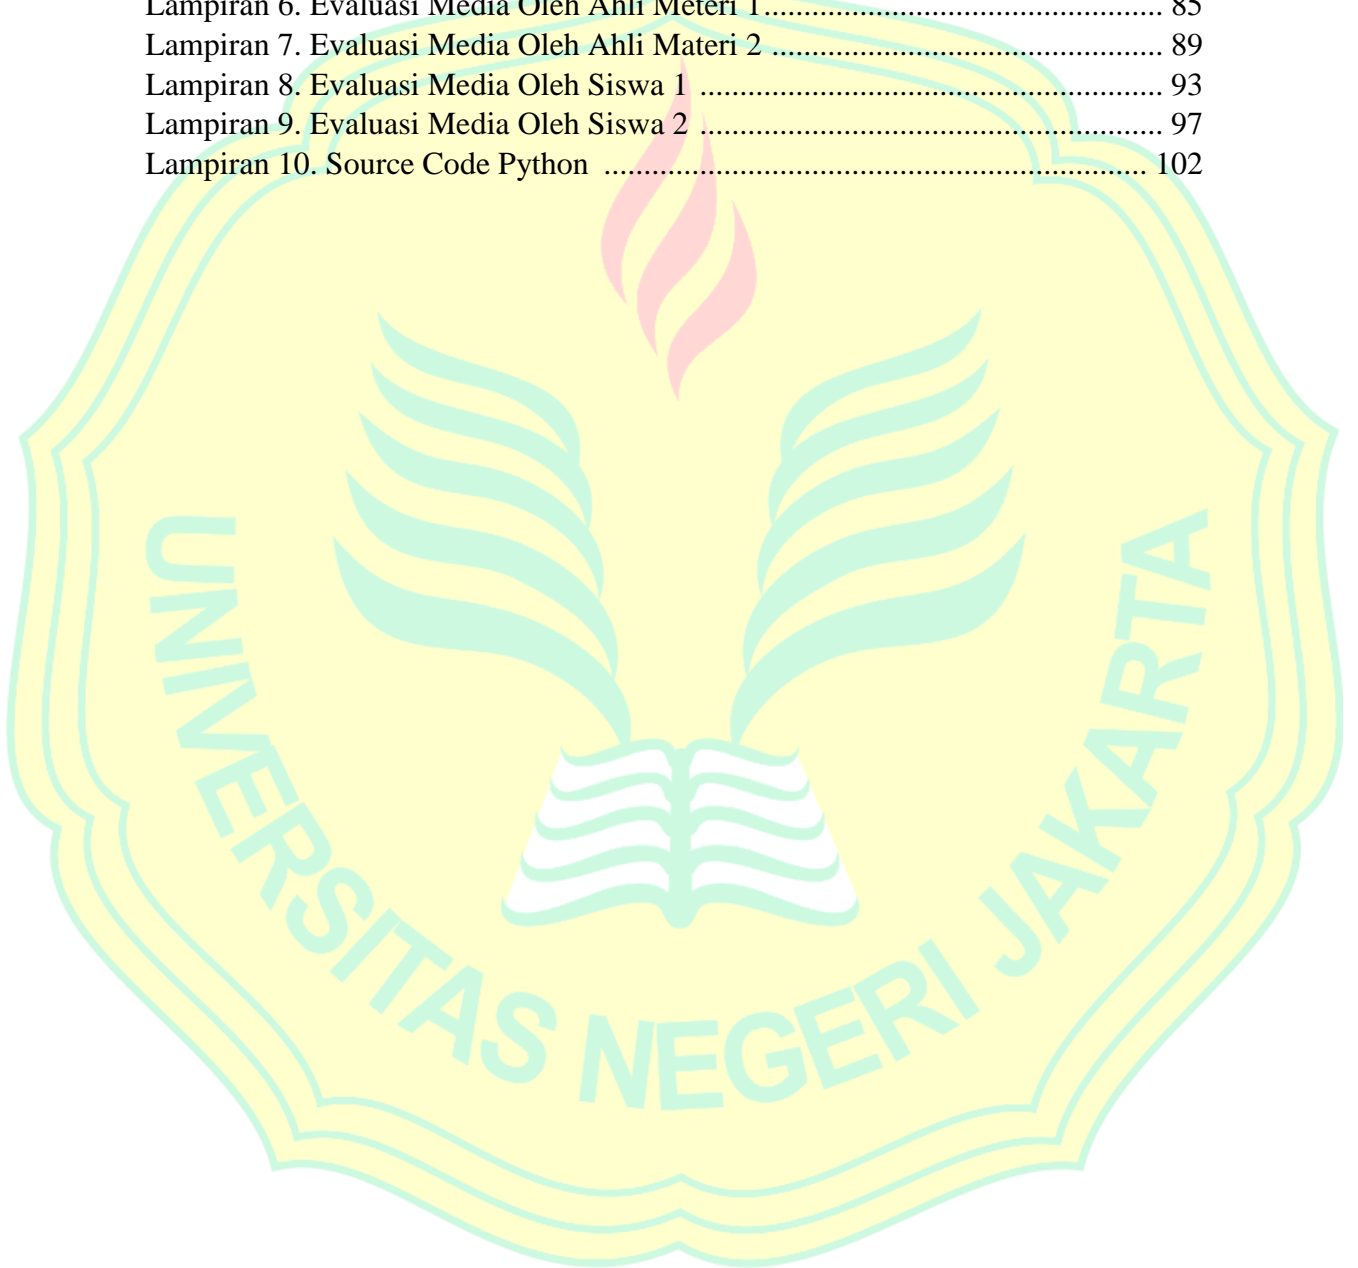 Lampiran 6. Evaluasi Media Oleh Ahli Meteri 1.................................................. 85
Lampiran 7. Evaluasi Media Oleh Ahli Materi 2 ................................................. 89
Lampiran 8. Evaluasi Media Oleh Siswa 1 .......................................................... 93
Lampiran 9. Evaluasi Media Oleh Siswa 2 .......................................................... 97
Lampiran 10. Source Code Python .................................................................... 102
UNIVERSITAS NEGERI JAKARTA